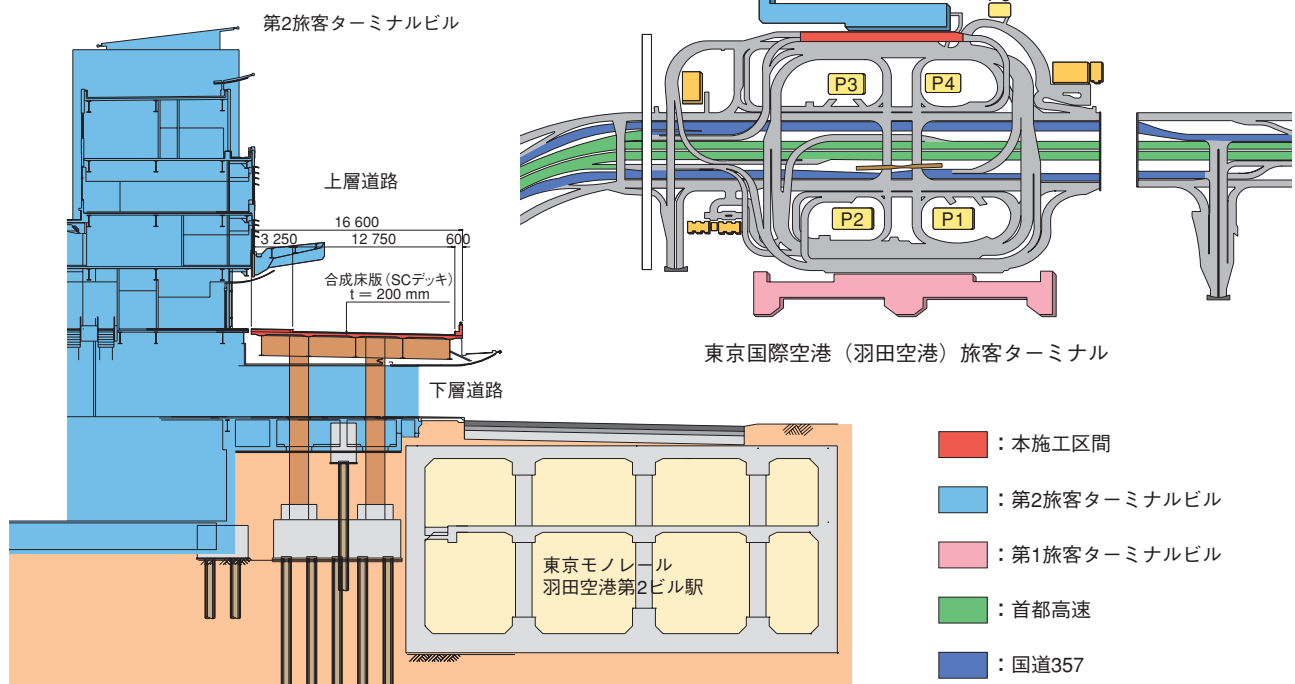 第2旅客ターミナルビル
上層道路
16 600
3 250
12 750
600
合成床版（SCデッキ）
t = 200 mm
下層道路
東京モノレール
羽田空港第2ビル駅
P3
P4
P2
P1
東京国際空港（羽田空港）旅客ターミナル
：本施工区間
：第2旅客ターミナルビル
：第1旅客ターミナルビル
：首都高速
：国道357